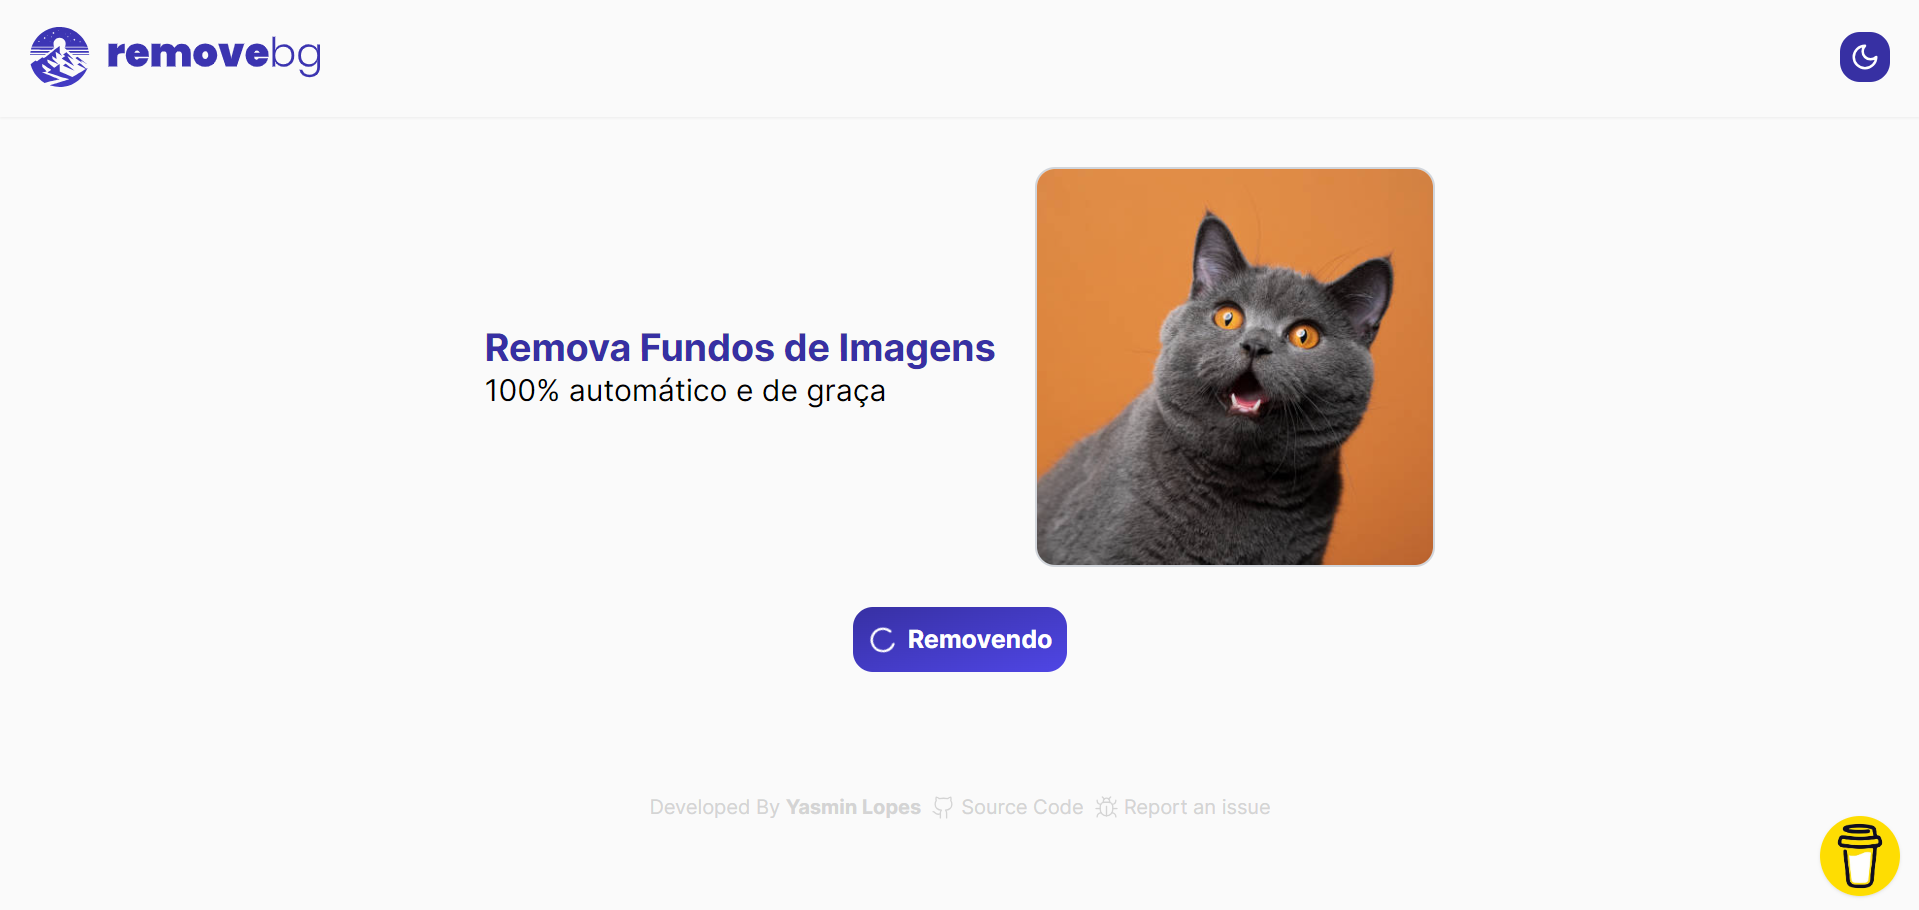 removebg
Remova Fundos de Imagens
100% automático e de graça
Removendo
Developed By Yasmin Lopes Source Code Report an issue